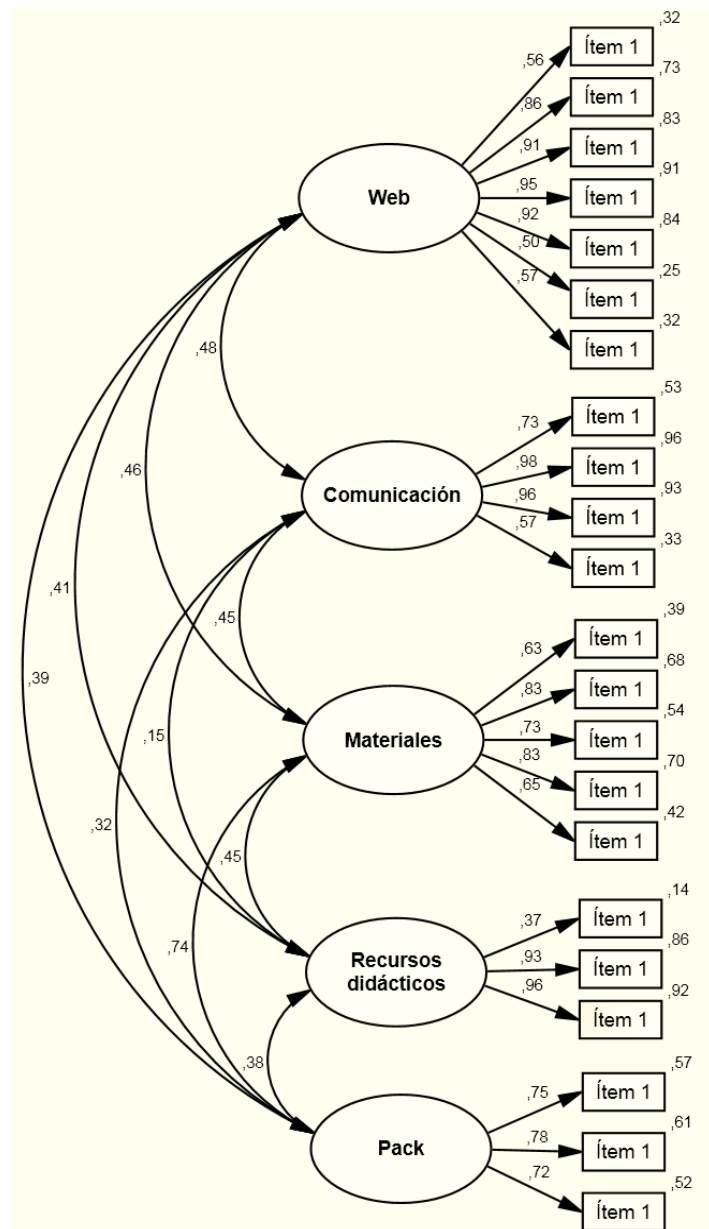 ,32
,56
Ítem 1
,73
,86
Ítem 1
,83
,91
Ítem 1
,91
,95
Ítem 1
Web
,84
,92
Ítem 1
,25
,50
Ítem 1
,32
,57
Ítem 1
,48
,53
,73
Ítem 1
,96
,98
Ítem 1
,46
Comunicación
,93
,96
Ítem 1
,33
,57
Ítem 1
,41
,45
,39
,39
,63
Ítem 1
,68
,83
Ítem 1
,15
Materiales
,54
,73
Ítem 1
,70
,83
Ítem 1
,42
,65
Ítem 1
,32
,45
,14
,37
Ítem 1
,74
,86
,93
Ítem 1
Recursos
didácticos
,92
,96
Ítem 1
,38
,57
,75
Ítem 1
,61
,78
Ítem 1
Pack
,52
,72
Ítem 1